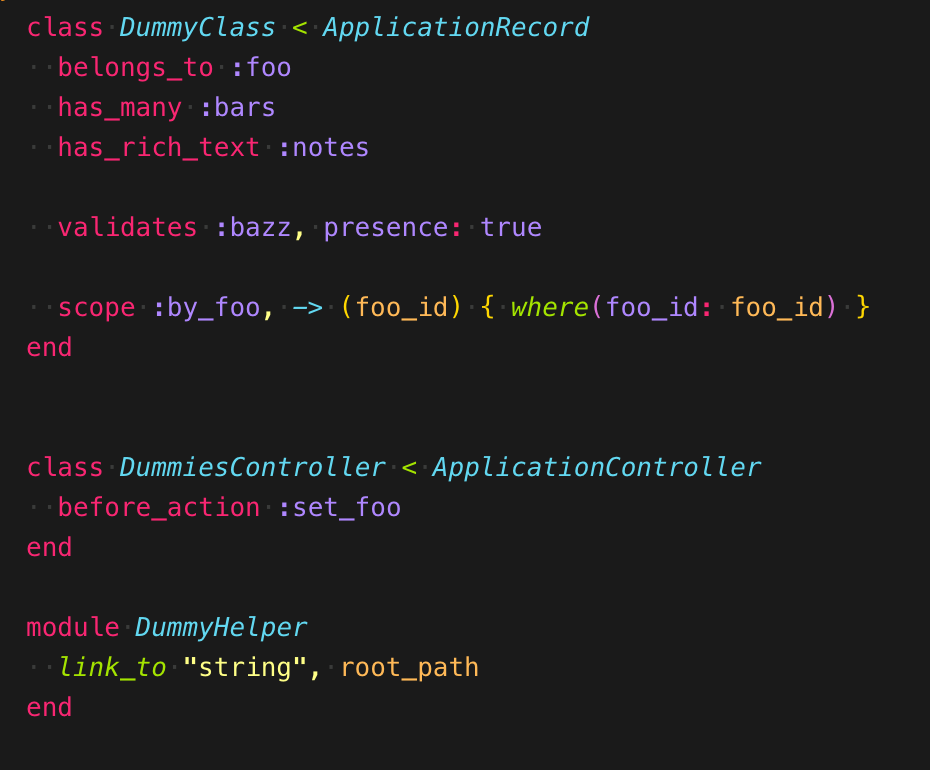 class DummyClass < ApplicationRecord
  belongs_to :foo
  has_many :bars
  has_rich_text :notes

  validates :bazz, presence: true

  scope :by_foo, -> (foo_id) { where(foo_id: foo_id) }
end


class DummiesController < ApplicationController
  before_action :set_foo
end

module DummyHelper
  link_to "string", root_path
end